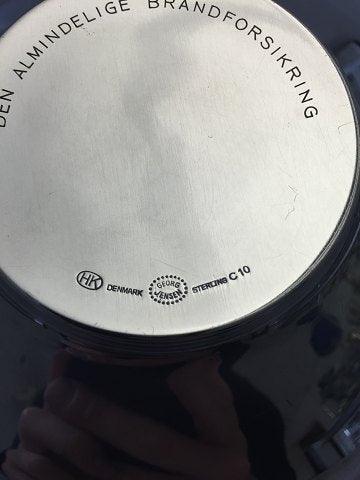 DEN ALMINDELIGE BRANDFORSIKRING
HK DENMARK GEORG JENSEN STERLING C 10